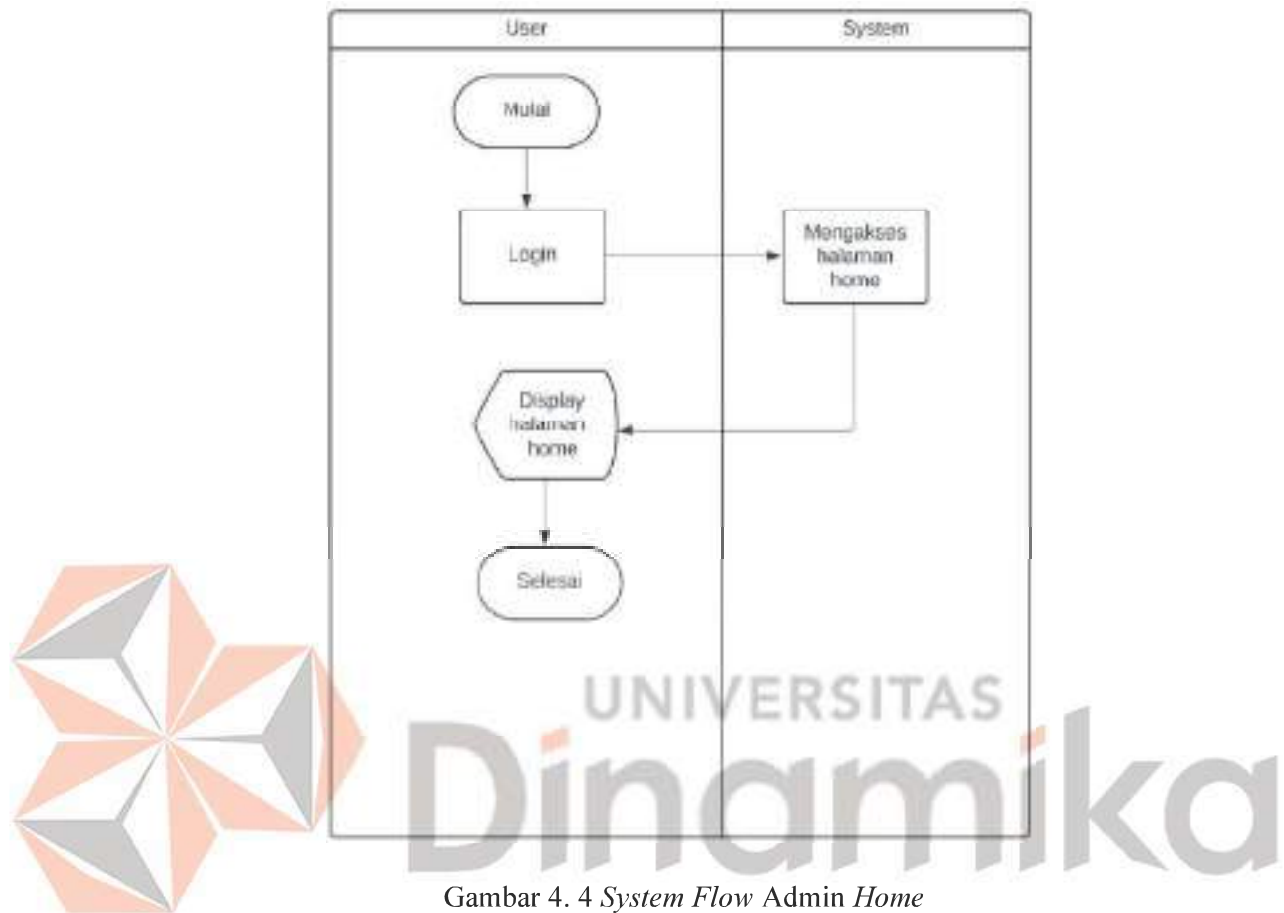 User
System
Mulai
Login
Mengakses
halaman
home
Display
halaman
home
Selesai
UNIVERSITAS
Dinamika
Gambar 4. 4 System Flow Admin Home